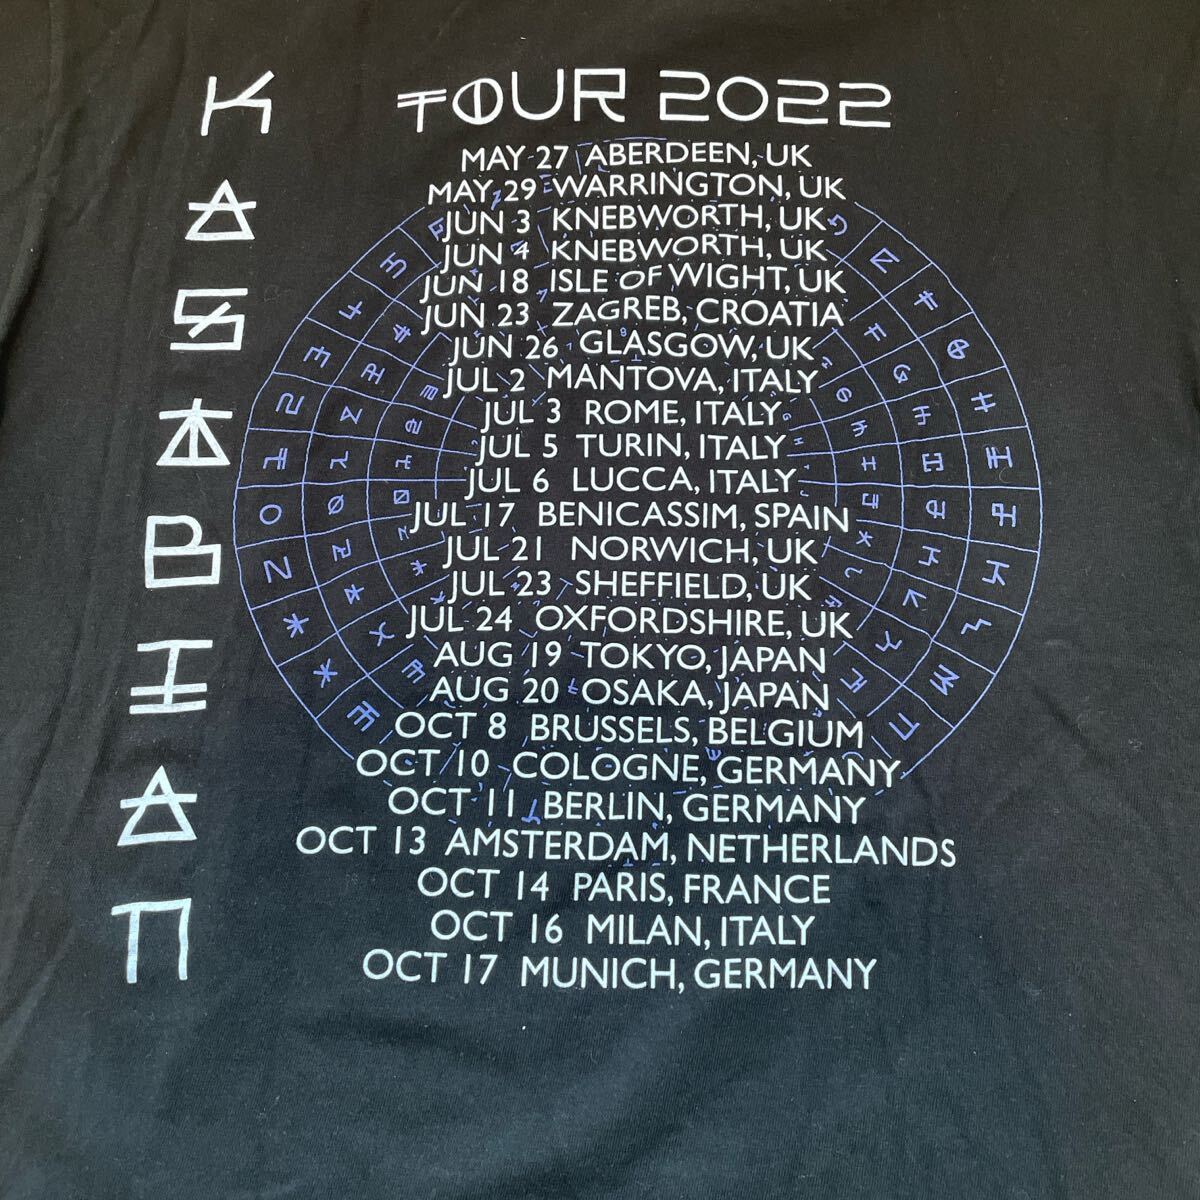 KASABIAN
TOUR 2022
MAY 27 ABERDEEN, UK
MAY 29 WARRINGTON, UK
JUN 3 KNEBWORTH, UK
JUN 4 KNEBWORTH, UK
JUN 18 ISLE OF WIGHT, UK
JUN 23 ZAGREB, CROATIA
JUN 26 GLASGOW, UK
JUL 2 MANTOVA, ITALY
JUL 3 ROME, ITALY
JUL 5 TURIN, ITALY
JUL 6 LUCCA, ITALY
JUL 17 BENICASSIM, SPAIN
JUL 21 NORWICH, UK
JUL 23 SHEFFIELD, UK
JUL 24 OXFORDSHIRE, UK
AUG 19 TOKYO, JAPAN
AUG 20 OSAKA, JAPAN
OCT 8 BRUSSELS, BELGIUM
OCT 10 COLOGNE, GERMANY
OCT 11 BERLIN, GERMANY
OCT 13 AMSTERDAM, NETHERLANDS
OCT 14 PARIS, FRANCE
OCT 16 MILAN, ITALY
OCT 17 MUNICH, GERMANY